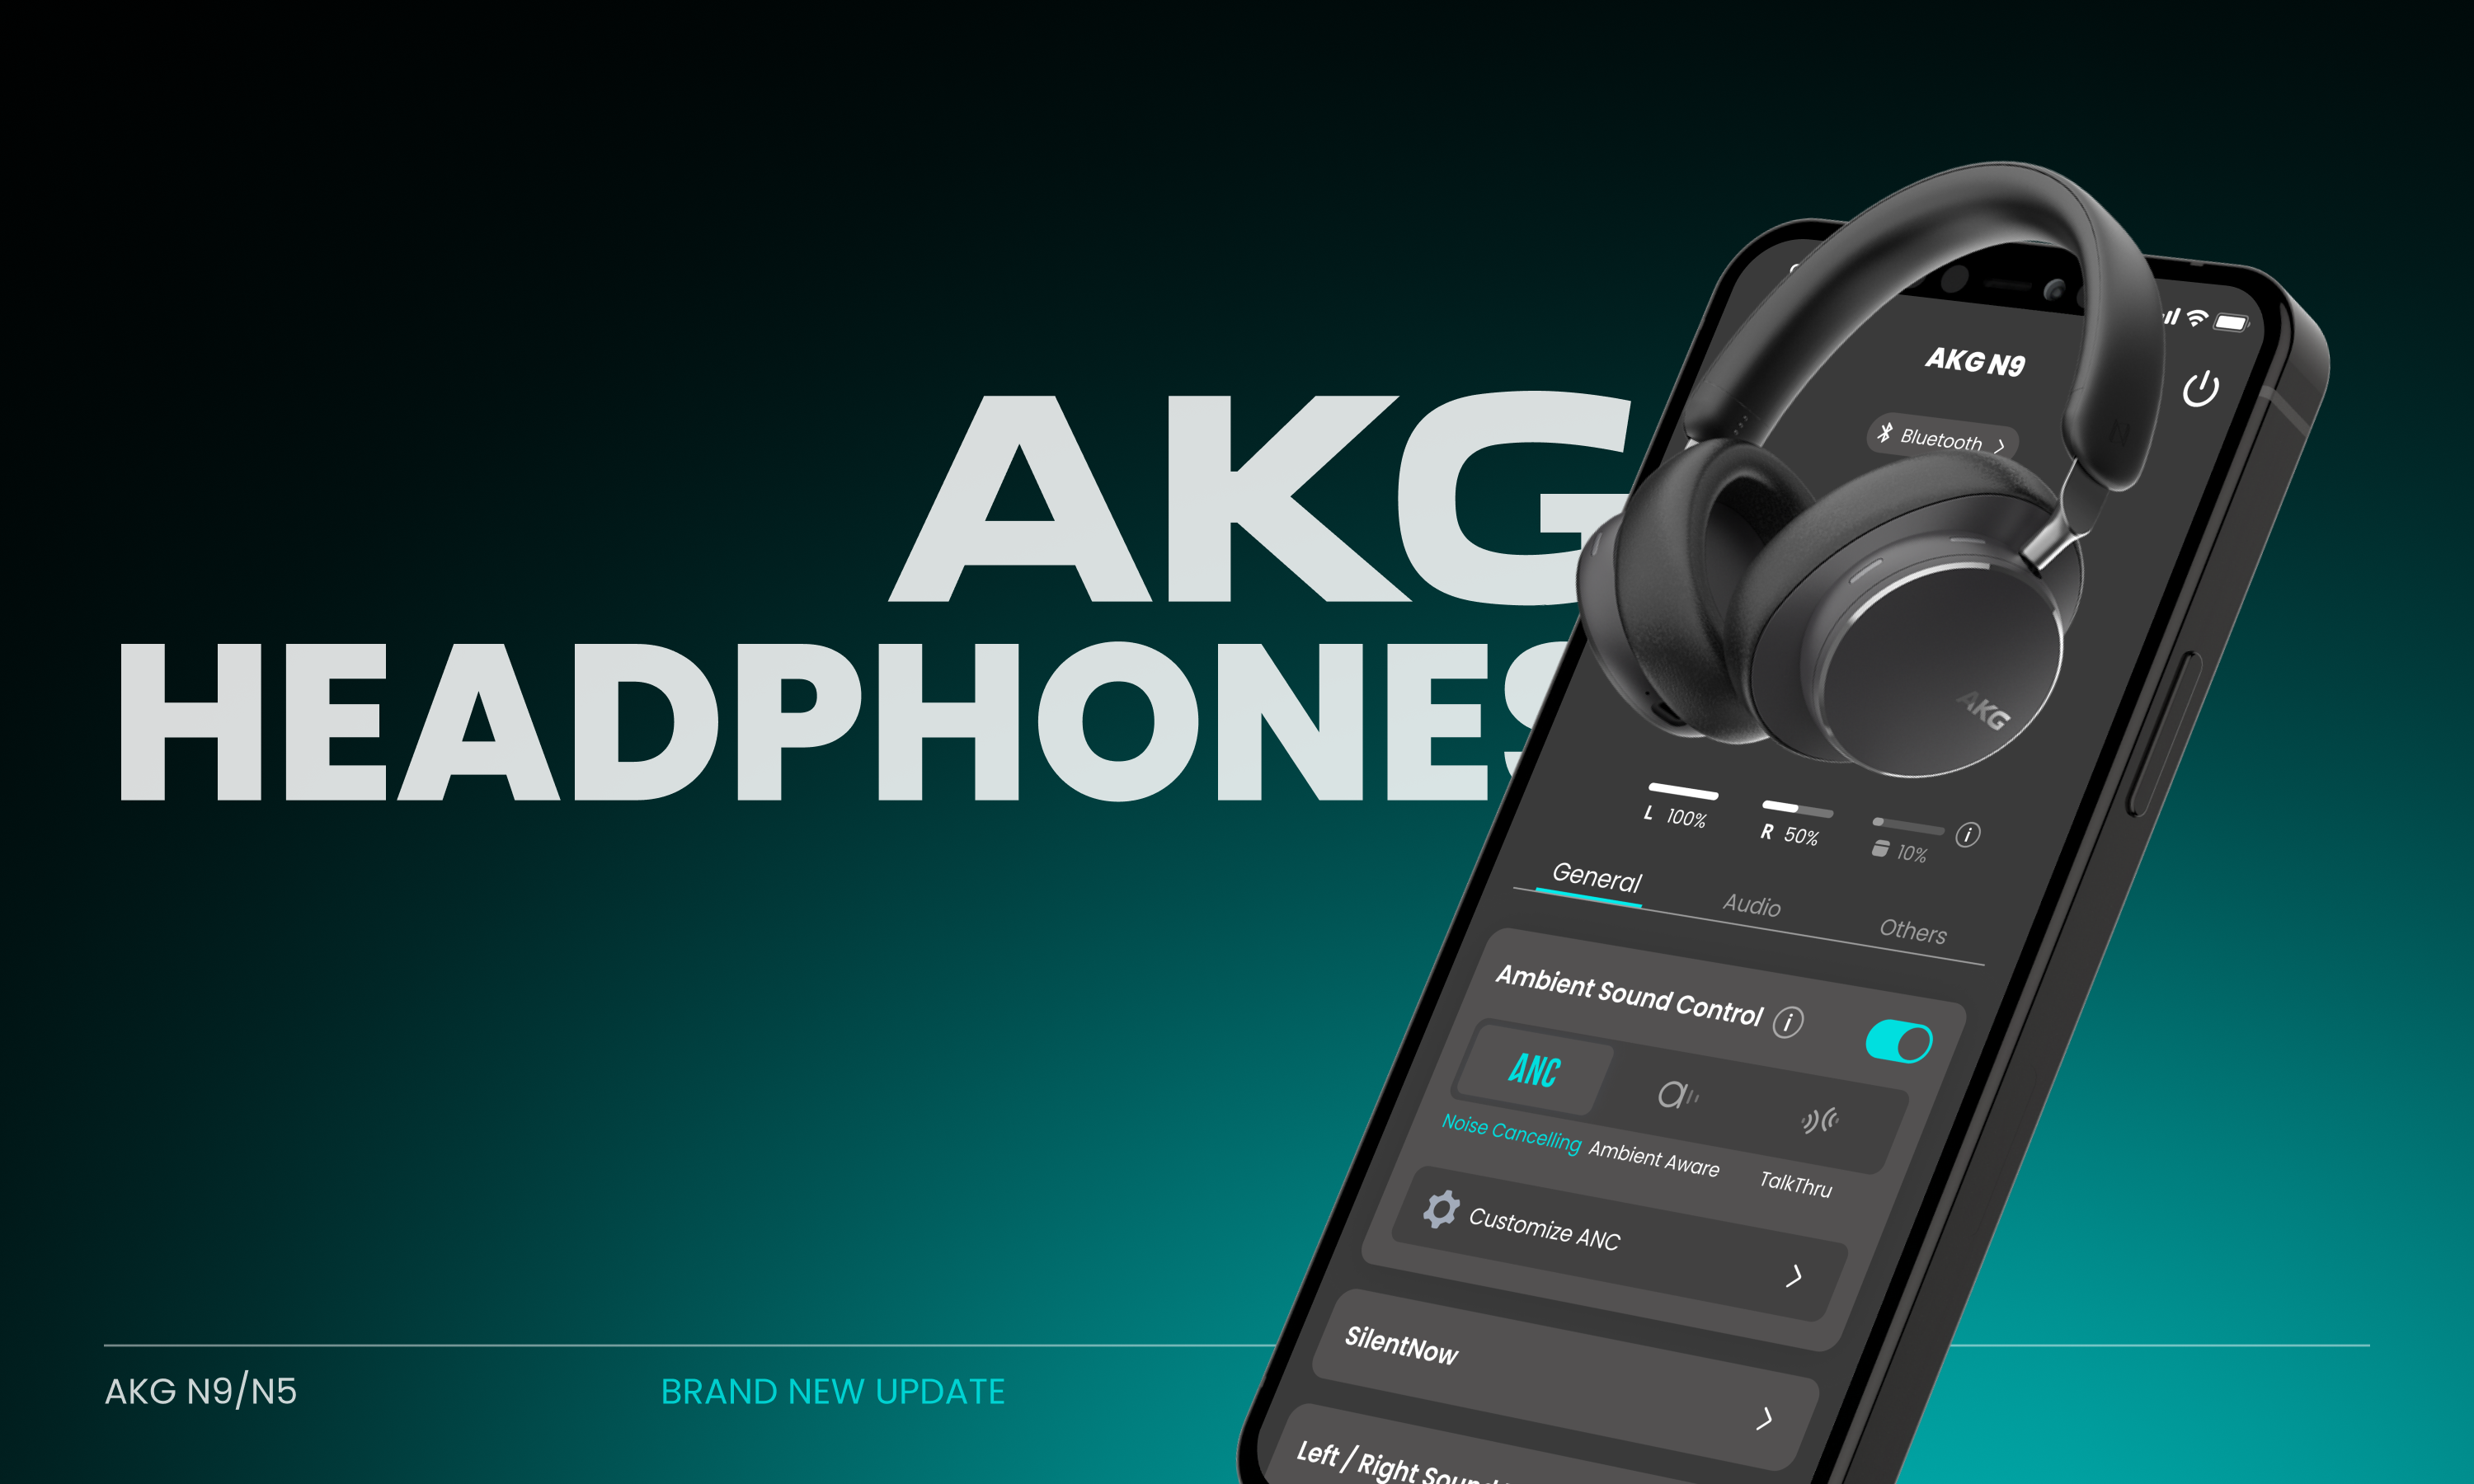 AKG
HEADPHONES
AKG N9
Bluetooth
AKG
L 100%
R 50%
10%
General
Audio
Others
Ambient Sound Control
ANC
Noise Cancelling
Ambient Aware
TalkThru
Customize ANC
SilentNow
Left / Right Sound
AKG N9/N5
BRAND NEW UPDATE